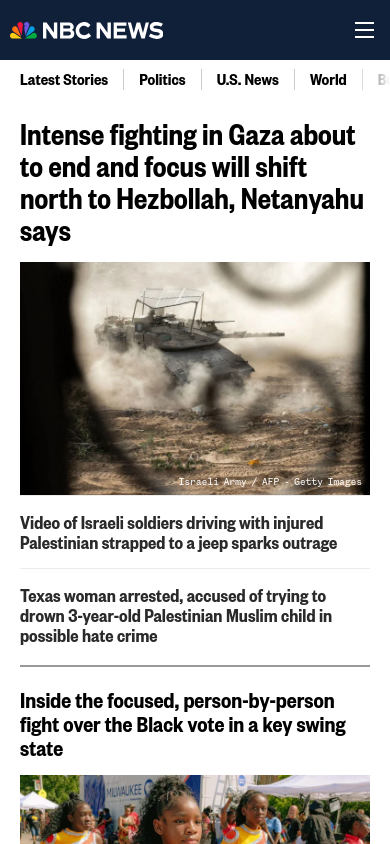 NBC NEWS
Latest Stories
Politics
U.S. News
World
Intense fighting in Gaza about
to end and focus will shift
north to Hezbollah, Netanyahu
says
Israeli Army / AFP - Getty Images
Video of Israeli soldiers driving with injured
Palestinian strapped to a jeep sparks outrage
Texas woman arrested, accused of trying to
drown 3-year-old Palestinian Muslim child in
possible hate crime
Inside the focused, person-by-person
fight over the Black vote in a key swing
state
MILWAUKEE